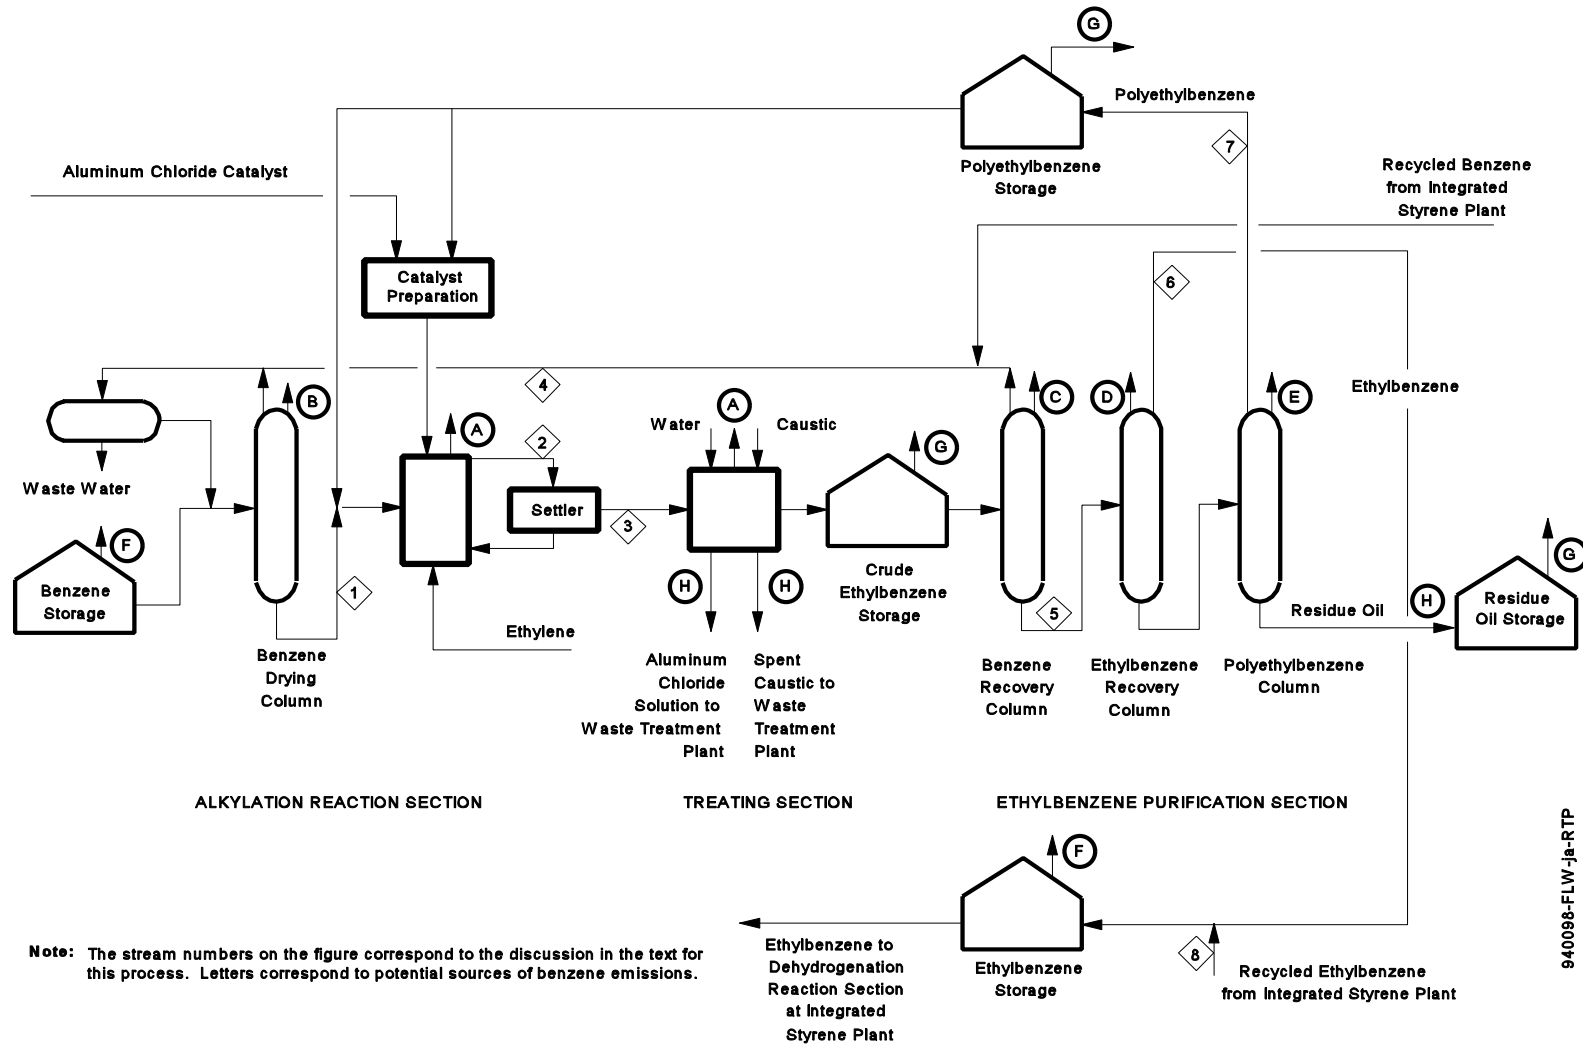 G
Polyethylbenzene
7
Aluminum Chloride Catalyst
Polyethylbenzene
Storage
Recycled Benzene
from Integrated
Styrene Plant
Catalyst
Preparation
6
4
Ethylbenzene
B
C
D
E
A
2
Water
A
Caustic
G
Waste Water
Settler
3
F
Benzene
Storage
1
H
H
Crude
Ethylbenzene
Storage
5
Residue Oil
H
G
Residue
Oil Storage
Ethylene
Benzene
Drying
Column
Aluminum
Chloride
Solution to
Waste Treatment
Plant
Spent
Caustic to
Waste
Treatment
Plant
Benzene
Recovery
Column
Ethylbenzene
Recovery
Column
Polyethylbenzene
Column
ALKYLATION REACTION SECTION
TREATING SECTION
ETHYLBENZENE PURIFICATION SECTION
F
Ethylbenzene to
Dehydrogenation
Reaction Section
at Integrated
Styrene Plant
Ethylbenzene
Storage
8
Recycled Ethylbenzene
from Integrated Styrene Plant
Note: The stream numbers on the figure correspond to the discussion in the text for
this process. Letters correspond to potential sources of benzene emissions.
940098-FLW-ja-RTP